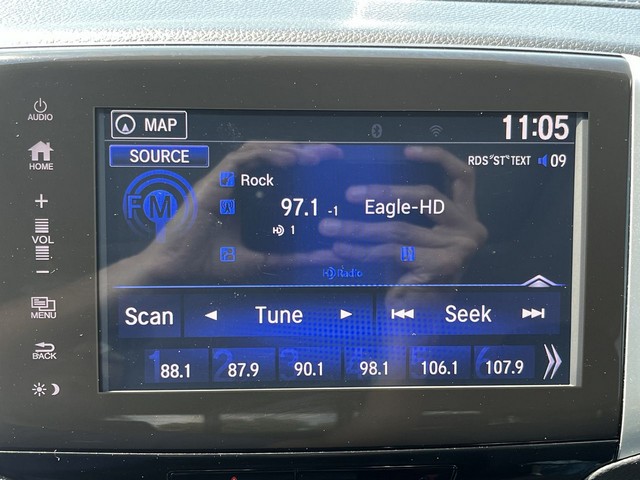 AUDIO
HOME
+
VOL
−
MENU
BACK
MAP
11:05
SOURCE
RDS "ST" TEXT 09
FM
Rock
97.1 -1 Eagle-HD
HD 1
HD Radio
Scan ◄ Tune ► Seek
1 88.1 2 87.9 3 90.1 4 98.1 5 106.1 6 107.9